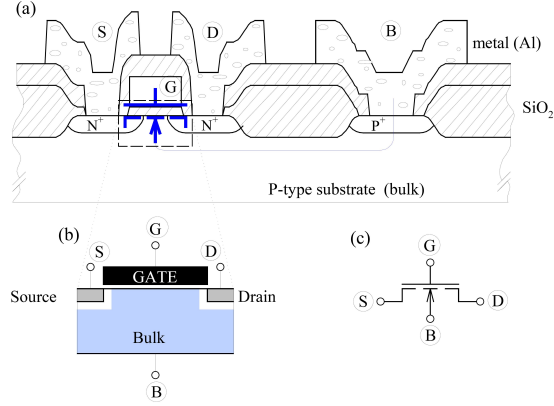 (a)
S
D
B
metal (Al)
G
SiO2
N+
N+
P+
P-type substrate (bulk)
(b)
G
(c)
S
D
G
GATE
Source
Drain
S
D
Bulk
B
B